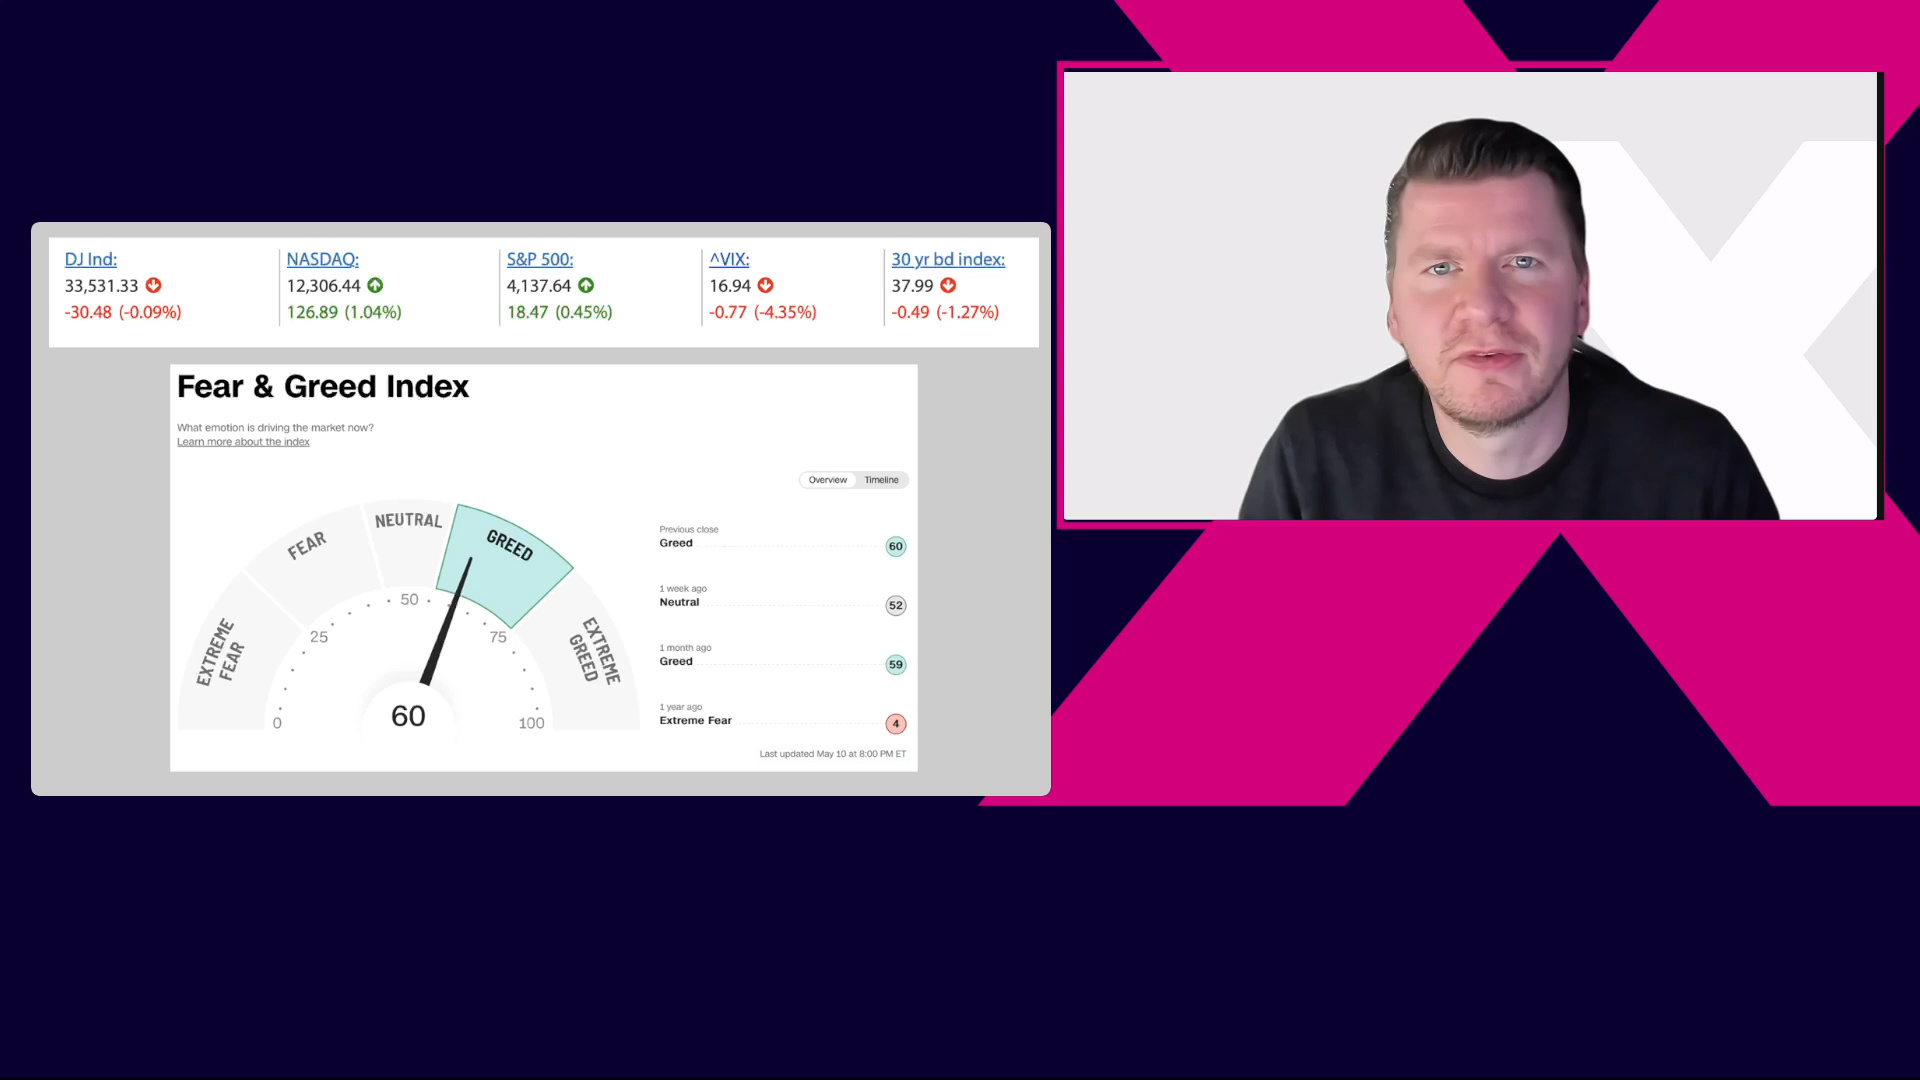 DJ Ind:
33,531.33
-30.48 (-0.09%)
NASDAQ:
12,306.44
126.89 (1.04%)
S&P 500:
4,137.64
18.47 (0.45%)
^VIX:
16.94
-0.77 (-4.35%)
30 yr bd index:
37.99
-0.49 (-1.27%)
Fear & Greed Index
What emotion is driving the market now?
Learn more about the index
Overview
Timeline
EXTREME
FEAR
FEAR
NEUTRAL
GREED
EXTREME
GREED
0
25
50
75
100
60
Previous close
Greed
60
1 week ago
Neutral
52
1 month ago
Greed
59
1 year ago
Extreme Fear
4
Last updated May 10 at 8:00 PM ET